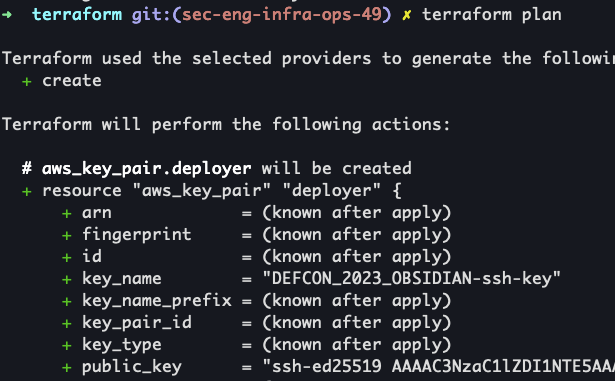 ➜  terraform git:(sec-eng-infra-ops-49) ✗ terraform plan
Terraform used the selected providers to generate the
+ create
Terraform will perform the following actions:
# aws_key_pair.deployer will be created
+ resource "aws_key_pair" "deployer" {
+ arn             = (known after apply)
+ fingerprint     = (known after apply)
+ id              = (known after apply)
+ key_name        = "DEFCON_2023_OBSIDIAN-ssh-key"
+ key_name_prefix = (known after apply)
+ key_pair_id     = (known after apply)
+ key_type        = (known after apply)
+ public_key      = "ssh-ed25519 AAAAC3NzaC1lZDI1NTE5AA